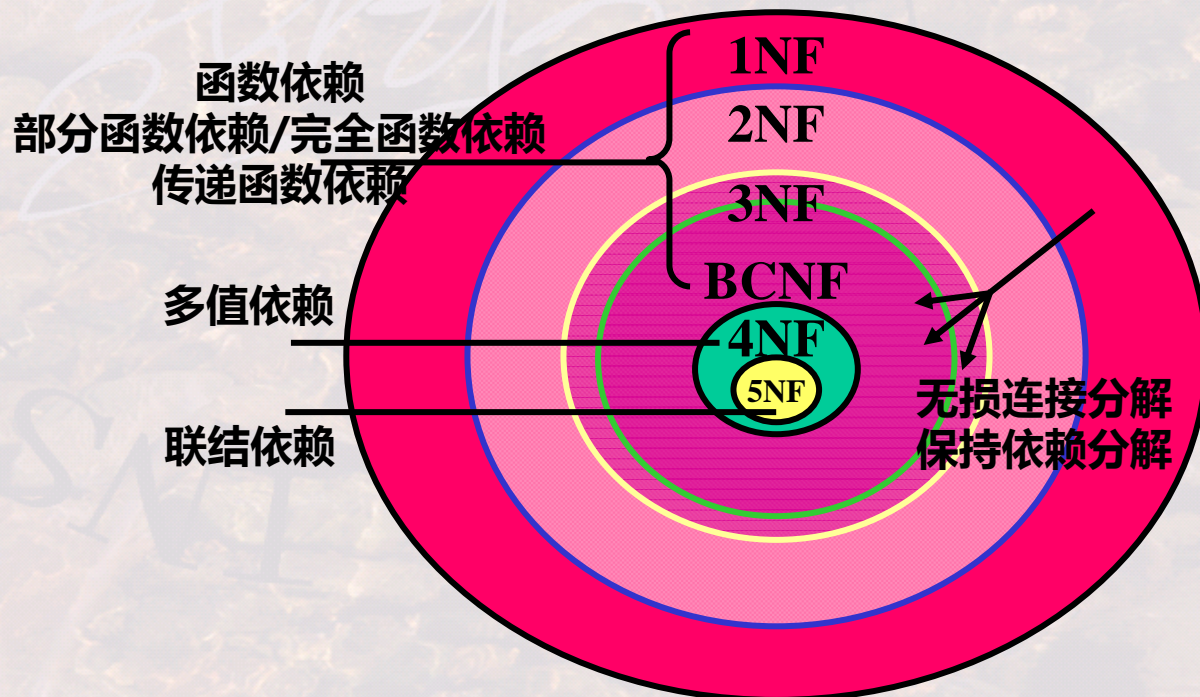 函数依赖
部分函数依赖/完全函数依赖
传递函数依赖
多值依赖
联结依赖
1NF
2NF
3NF
BCNF
4NF
5NF
无损连接分解
保持依赖分解